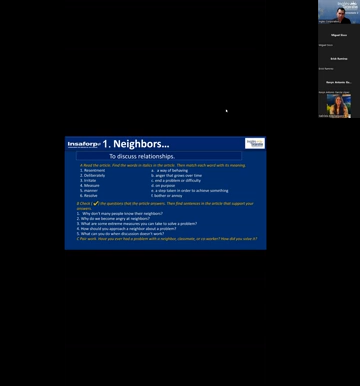 Insaforp
1. Neighbors...
To discuss relationships.
A Read the article. Find the words in italics in the article. Then match each word with its meaning.
1. Resentment
2. Deliberately
3. Irritate
4. Measure
5. manner
6. Resolve
a. a way of behaving
b. anger that grows over time
c. end a problem or difficulty
d. on purpose
e. a step taken in order to achieve something
f. bother or annoy
B Check (✓) the questions that the article answers. Then find sentences in the article that support your
answers.
1. Why don't many people know their neighbors?
2. Why do we become angry at neighbors?
3. What are some extreme measures you can take to solve a problem?
4. How should you approach a neighbor about a problem?
5. What can you do when discussion doesn't work?
C Pair work. Have you ever had a problem with a neighbor, classmate, or co-worker? How did you solve it?
Miguel
Miguel